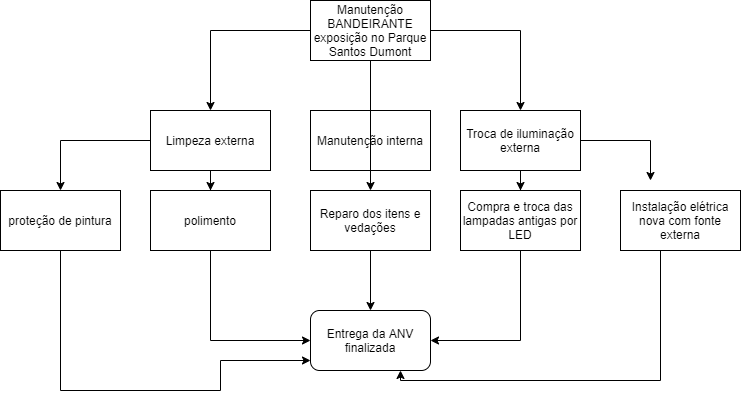 Manutenção
BANDEIRANTE
exposição no Parque
Santos Dumont
Limpeza externa
Manutenção interna
Troca de iluminação
externa
proteção de pintura
polimento
Reparo dos itens e
vedações
Compra e troca das
lampadas antigas por
LED
Instalação elétrica
nova com fonte
externa
Entrega da ANV
finalizada